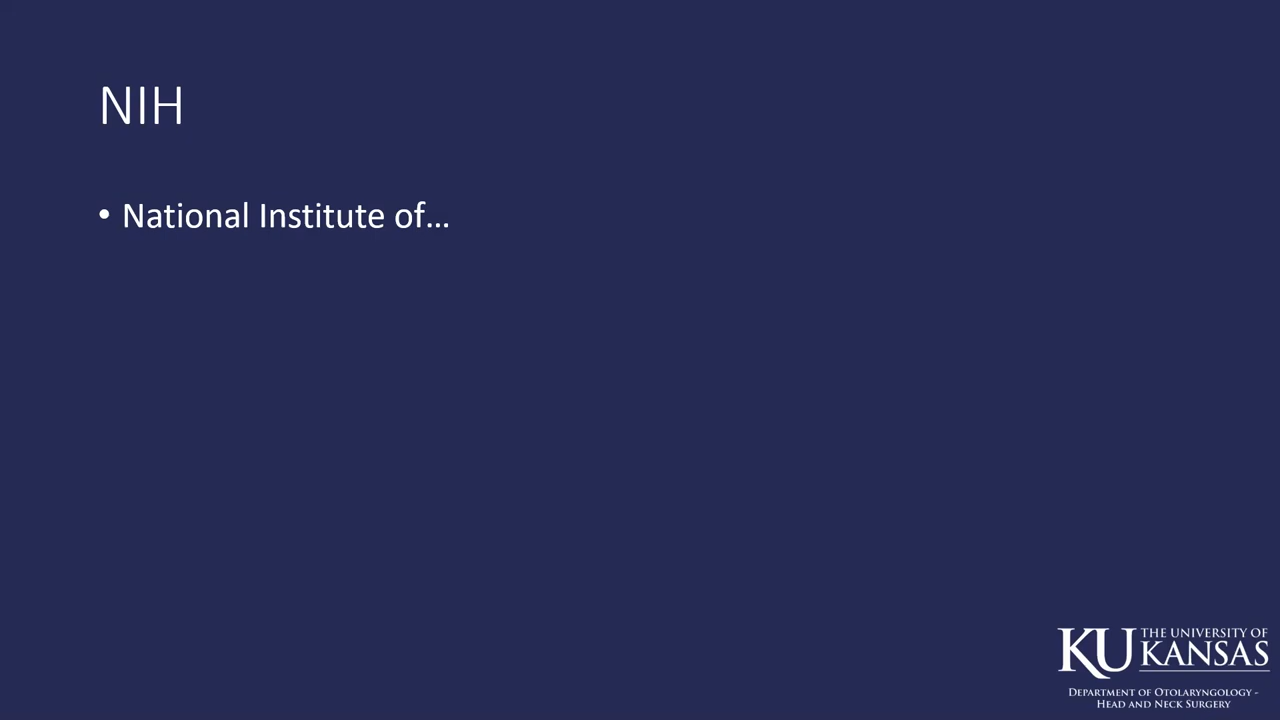 NIH
• National Institute of…
KU THE UNIVERSITY OF
KANSAS
DEPARTMENT OF OTOLARYNGOLOGY -
HEAD AND NECK SURGERY